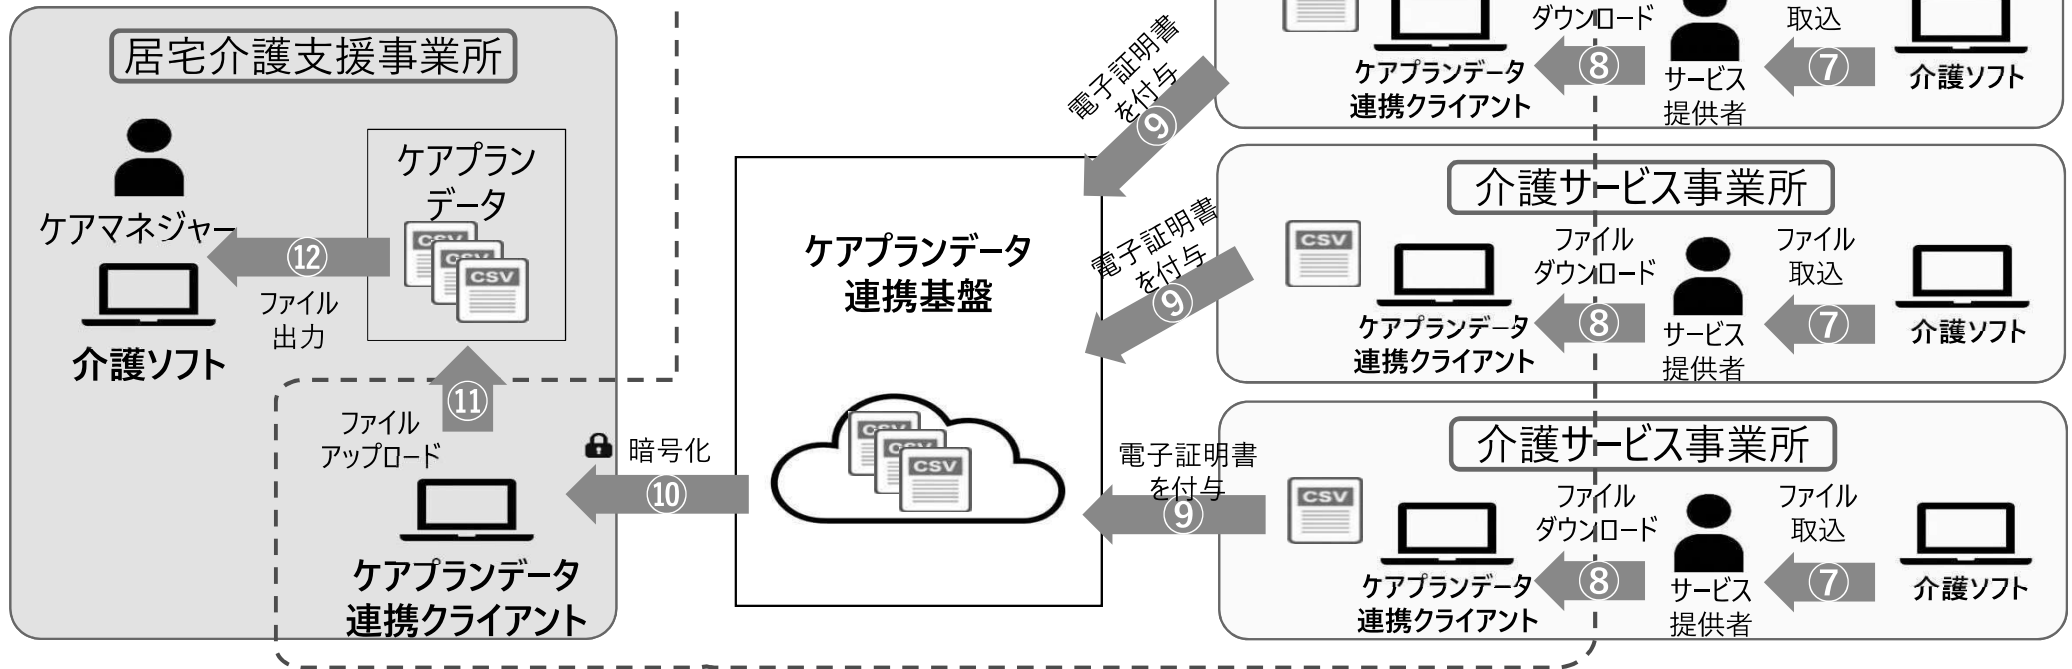 居宅介護支援事業所
ケアマネジャー
介護ソフト
ケアプラン
データ
CSV
CSV
CSV
⑫
ファイル
出力
⑪
ファイル
アップロード
ケアプランデータ
連携クライアント
暗号化
⑩
ケアプランデータ
連携基盤
CSV
CSV
CSV
電子証明書
を付与
⑨
電子証明書
を付与
⑨
電子証明書
を付与
⑨
ケアプランデータ
連携クライアント
ダウンロード
⑧
サービス
提供者
取込
⑦
介護ソフト
介護サービス事業所
CSV
ケアプランデータ
連携クライアント
ファイル
ダウンロード
⑧
サービス
提供者
ファイル
取込
⑦
介護ソフト
介護サービス事業所
CSV
ケアプランデータ
連携クライアント
ファイル
ダウンロード
⑧
サービス
提供者
ファイル
取込
⑦
介護ソフト